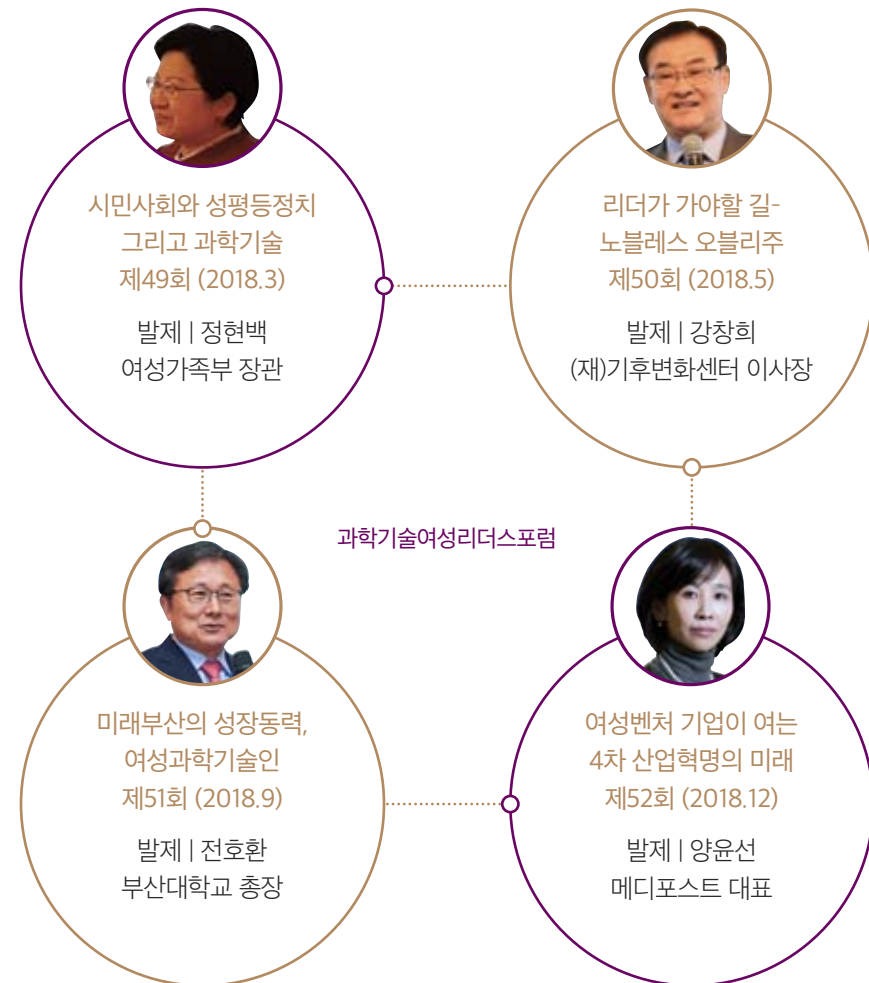 시민사회와 성평등정치
그리고 과학기술
제49회 (2018.3)
발제 | 정현백
여성가족부 장관
리더가 가야할 길-
노블레스 오블리주
제50회 (2018.5)
발제 | 강창희
(재)기후변화센터 이사장
과학기술여성리더스포럼
미래부산의 성장동력,
여성과학기술인
제51회 (2018.9)
발제 | 전호환
부산대학교 총장
여성벤처 기업이 여는
4차 산업혁명의 미래
제52회 (2018.12)
발제 | 양윤선
메디포스트 대표